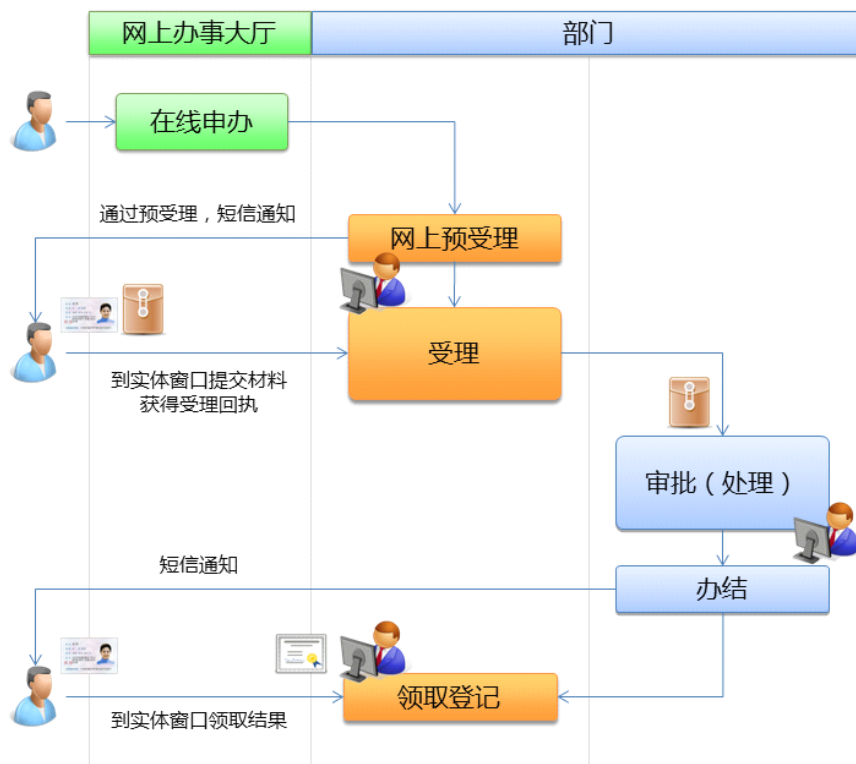 网上办事大厅
部门
在线申办
通过预受理，短信通知
网上预受理
受理
到实体窗口提交材料
获得受理回执
审批（处理）
短信通知
办结
领取登记
到实体窗口领取结果